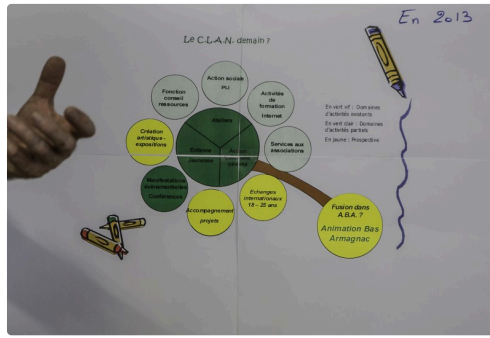 En 2013
Le C.L.A.N. demain ?
Action sociale
PIJ
Fonction
conseil
ressources
Activités
de
formation
Internet
Ateliers
En vert vif : Domaines
d'activités existants
En vert clair : Domaines
d'activités partiels
En jaune : Prospective
Création
artistique -
expositions
Services aux
associations
Enfance
Manifestations
événementielles
Conférences
Accompagnement
projets
Echanges
internationaux
18 – 25 ans
Fusion dans
A.B.A. ?
Animation Bas
Armagnac